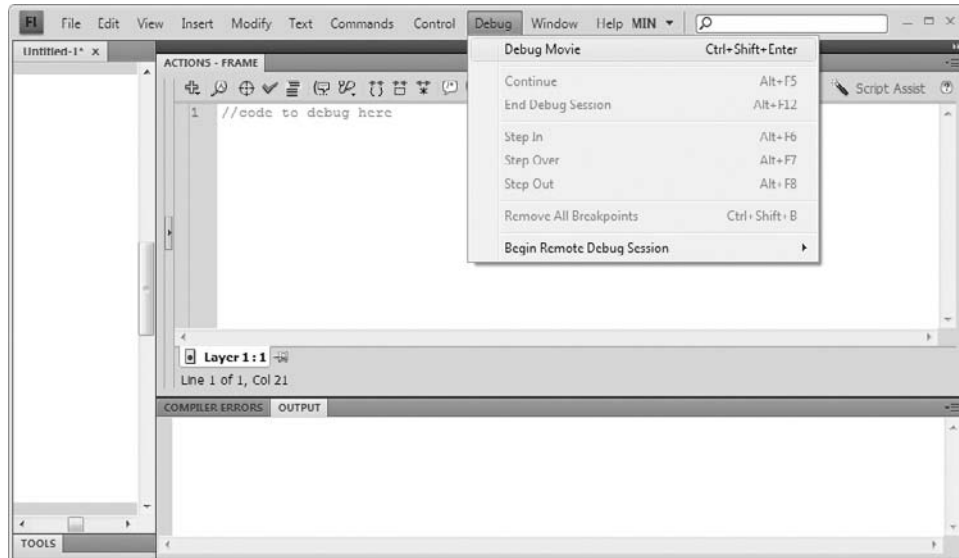 Fl File Edit View Insert Modify Text Commands Control Debug Window Help MIN
Untitled-1* x
ACTIONS - FRAME
Script Assist
1 //code to debug here
Debug Movie Ctrl+Shift+Enter
Continue Alt+F5
End Debug Session Alt+F12
Step In Alt+F6
Step Over Alt+F7
Step Out Alt+F8
Remove All Breakpoints Ctrl+Shift+B
Begin Remote Debug Session
Layer 1 : 1
Line 1 of 1, Col 21
COMPILER ERRORS OUTPUT
TOOLS